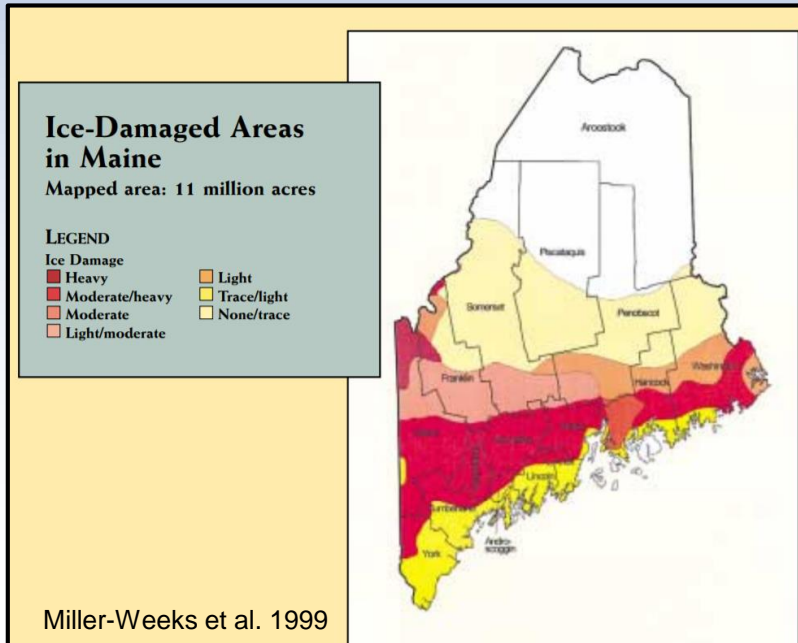 Ice-Damaged Areas
in Maine
Mapped area: 11 million acres
LEGEND
Ice Damage
Heavy
Moderate/heavy
Moderate
Light/moderate
Light
Trace/light
None/trace
Aroostook
Piscataquis
Somerset
Penobscot
Franklin
Hancock
Washington
Lincoln
Cumberland
Andro-
scoggin
York
Miller-Weeks et al. 1999